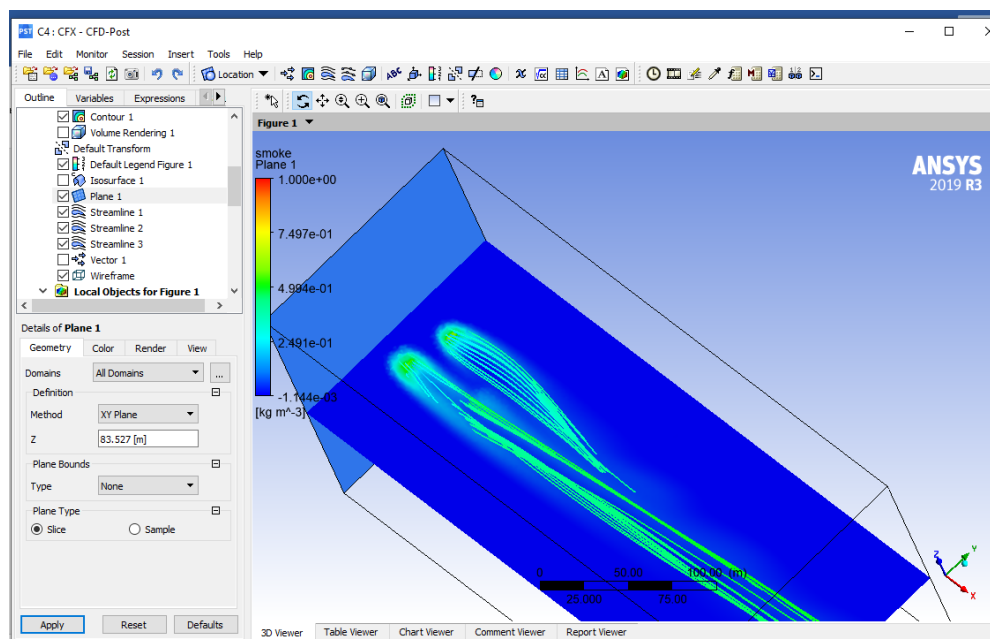 C4 : CFX - CFD-Post
File Edit Monitor Session Insert Tools Help
Location
Outline Variables Expressions
Contour 1
Volume Rendering 1
Default Transform
Default Legend Figure 1
Isosurface 1
Plane 1
Streamline 1
Streamline 2
Streamline 3
Vector 1
Wireframe
Local Objects for Figure 1
Details of Plane 1
Geometry Color Render View
Domains All Domains ...
Definition
Method XY Plane
Z 83.527 [m]
Plane Bounds
Type None
Plane Type
Slice Sample
Apply Reset Defaults
Figure 1
smoke
Plane 1
1.000e+00
7.497e-01
4.994e-01
2.491e-01
-1.144e-03
[kg m^-3]
ANSYS
2019 R3
0 50.00 100.00 (m)
25.000 75.00
Z Y
X
3D Viewer Table Viewer Chart Viewer Comment Viewer Report Viewer